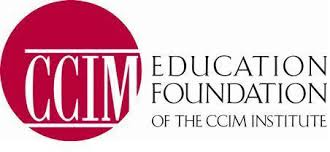 CCIM
EDUCATION
FOUNDATION
OF THE CCIM INSTITUTE